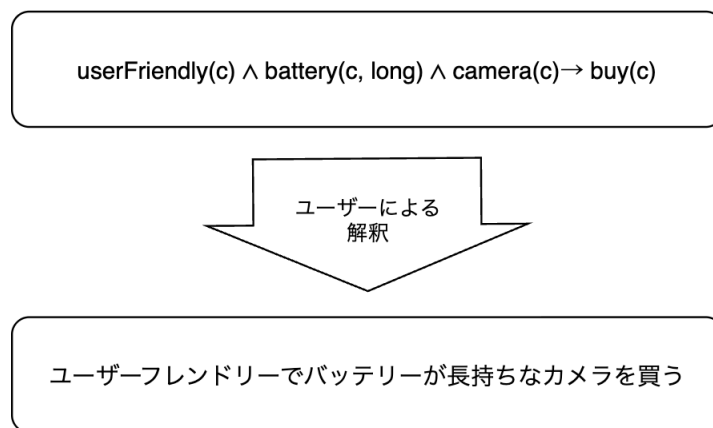 userFriendly(c) ∧ battery(c, long) ∧ camera(c)→ buy(c)
ユーザーによる
解釈
ユーザーフレンドリーでバッテリーが長持ちなカメラを買う